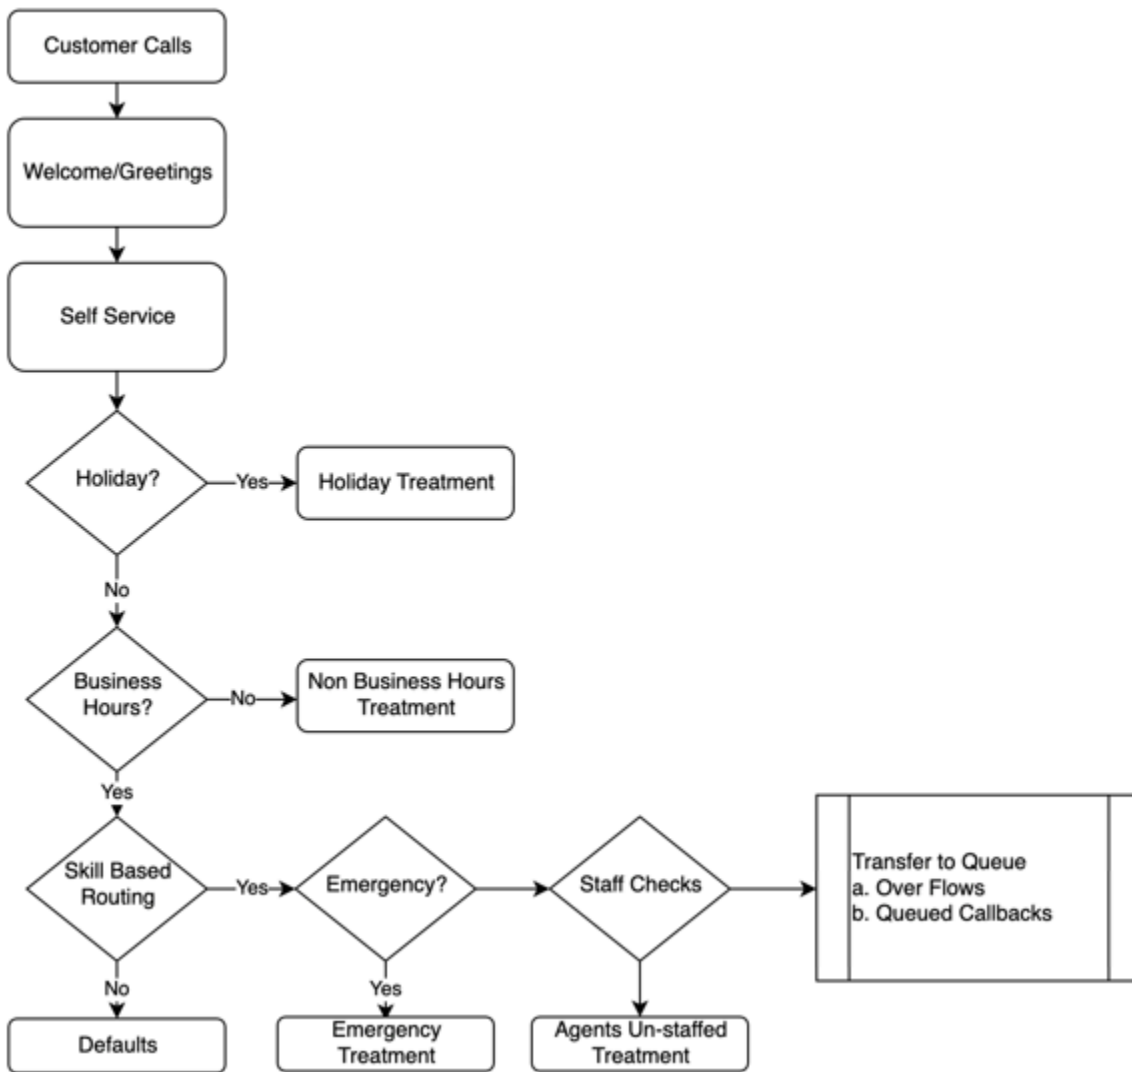 Customer Calls
Welcome/Greetings
Self Service
Holiday?
Yes
Holiday Treatment
No
Business
Hours?
No
Non Business Hours
Treatment
Yes
Skill Based
Routing
Yes
Emergency?
Staff Checks
Transfer to Queue
a. Over Flows
b. Queued Callbacks
No
Yes
Defaults
Emergency
Treatment
Agents Un-staffed
Treatment